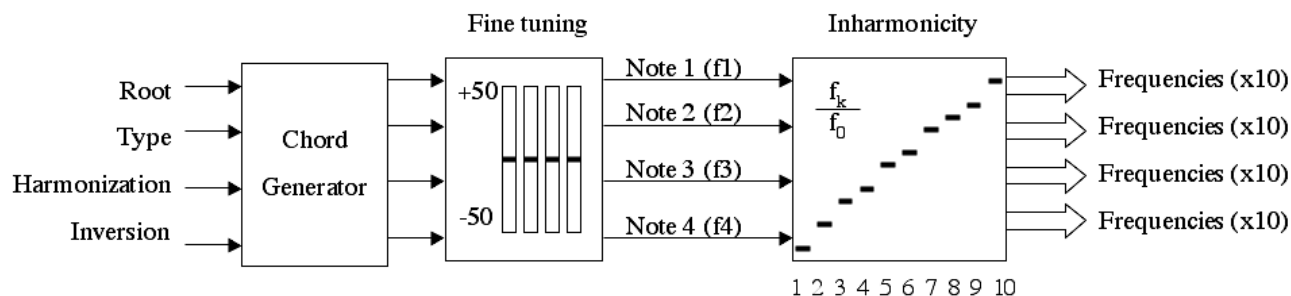 Fine tuning
Inharmonicity
Root
Type
Harmonization
Inversion
Chord
Generator
+50
-50
Note 1 (f1)
Note 2 (f2)
Note 3 (f3)
Note 4 (f4)
f_k
f_0
1 2 3 4 5 6 7 8 9 10
Frequencies (x10)
Frequencies (x10)
Frequencies (x10)
Frequencies (x10)